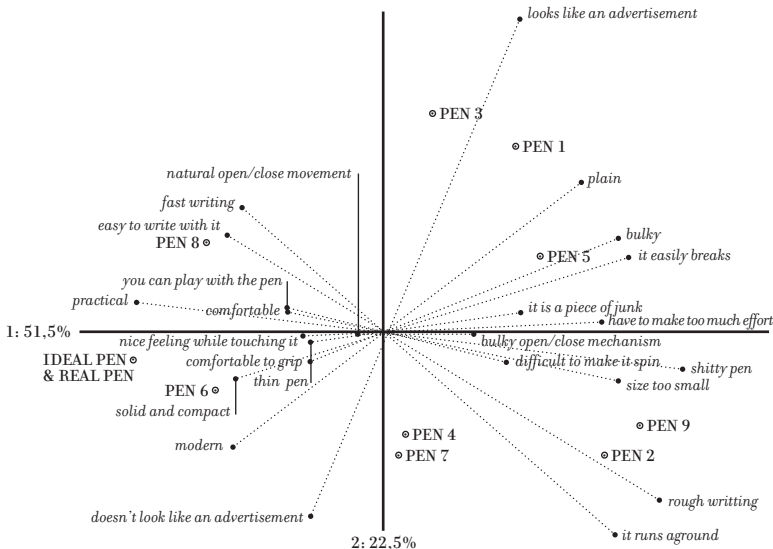 looks like an advertisement
PEN 3
PEN 1
natural open/close movement
plain
fast writing
easy to write with it
PEN 8
bulky
PEN 5
it easily breaks
you can play with the pen
practical
comfortable
it is a piece of junk
have to make too much effort
1: 51,5%
nice feeling while touching it
bulky open/close mechanism
IDEAL PEN
& REAL PEN
comfortable to grip
difficult to make it spin
shitty pen
thin pen
size too small
PEN 6
solid and compact
PEN 9
PEN 4
modern
PEN 7
PEN 2
rough writting
doesn't look like an advertisement
it runs aground
2: 22,5%